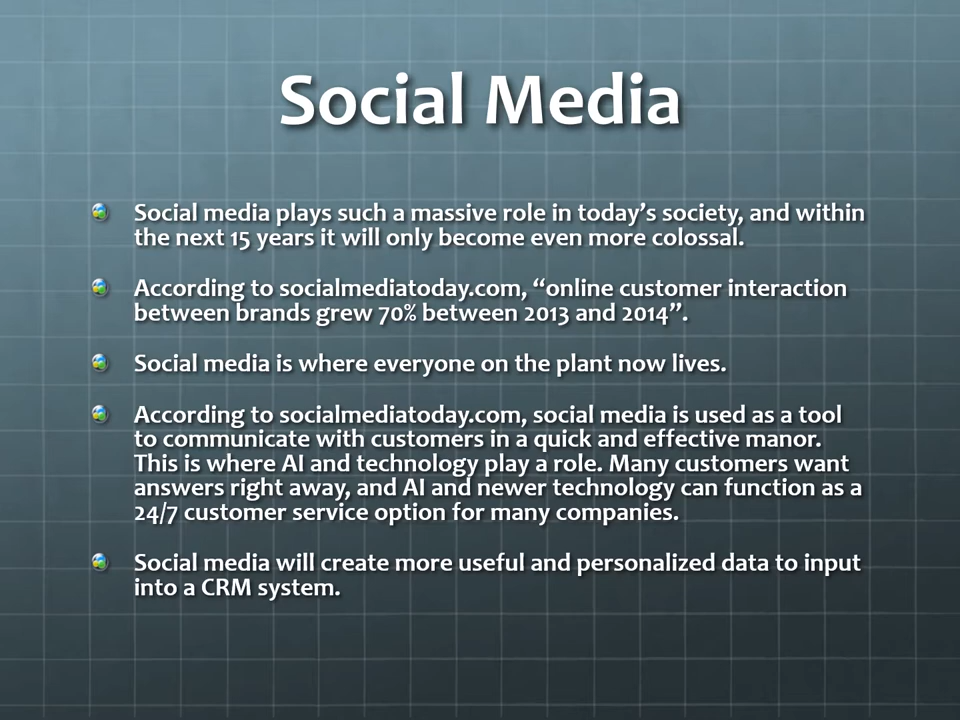 Social Media
Social media plays such a massive role in today’s society, and within
the next 15 years it will only become even more colossal.
According to socialmediatoday.com, “online customer interaction
between brands grew 70% between 2013 and 2014”.
Social media is where everyone on the plant now lives.
According to socialmediatoday.com, social media is used as a tool
to communicate with customers in a quick and effective manor.
This is where AI and technology play a role. Many customers want
answers right away, and AI and newer technology can function as a
24/7 customer service option for many companies.
Social media will create more useful and personalized data to input
into a CRM system.